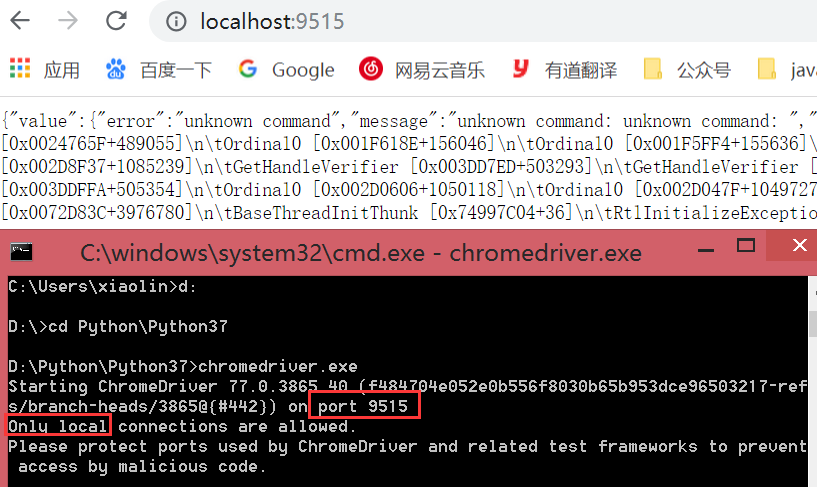 localhost:9515
应用 百度一下 Google 网易云音乐 有道翻译 公众号 java
{"value":{"error":"unknown command","message":"unknown command: unknown command: ","
[0x0024765F+489055]\n\tOrdinal0 [0x001F618E+156046]\n\tOrdinal0 [0x001F5FF4+155636]\
[0x002D8F37+1085239]\n\tGetHandleVerifier [0x003DD7ED+503293]\n\tGetHandleVerifier [
[0x003DDFFA+505354]\n\tOrdinal0 [0x002D0606+1050118]\n\tOrdinal0 [0x002D047F+1049727
[0x0072D83C+3976780]\n\tBaseThreadInitThunk [0x74997C04+36]\n\tRtlInitializeExceptio
C:\windows\system32\cmd.exe - chromedriver.exe
C:\Users\xiaolin>d:
D:\>cd Python\Python37
D:\Python\Python37>chromedriver.exe
Starting ChromeDriver 77.0.3865.40 (f484704e052e0b556f8030b65b953dce96503217-ref
s/branch-heads/3865@{#442}) on port 9515
Only local connections are allowed.
Please protect ports used by ChromeDriver and related test frameworks to prevent
access by malicious code.